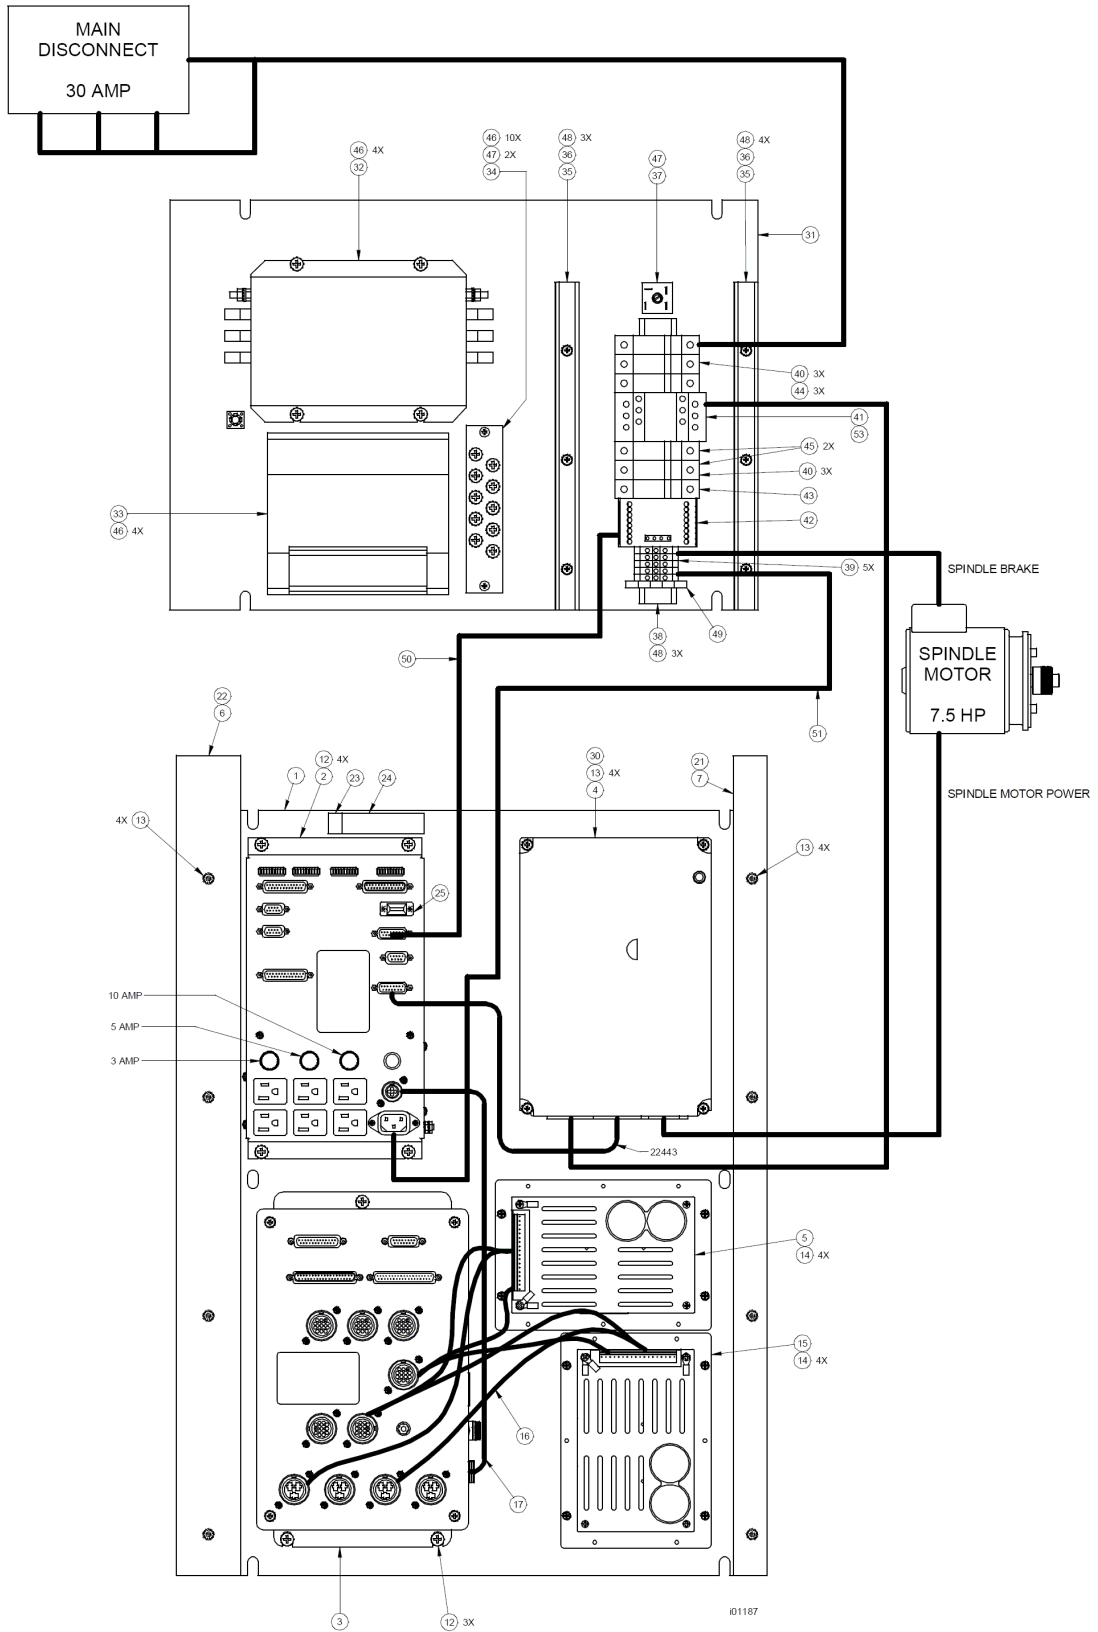 MAIN
DISCONNECT
30 AMP
46 4X
32
46 10X
47 2X
34
48 3X
36
35
47
37
48 4X
36
35
31
40 3X
44 3X
41
53
45 2X
40 3X
43
42
33
46 4X
39 5X
SPINDLE BRAKE
38
48 3X
49
50
SPINDLE
MOTOR
7.5 HP
51
22
6
1
12 4X
2
23
24
30
13 4X
4
21
7
SPINDLE MOTOR POWER
4X 13
13 4X
25
10 AMP
5 AMP
3 AMP
22443
5
14 4X
15
14 4X
16
17
3
12 3X
i01187